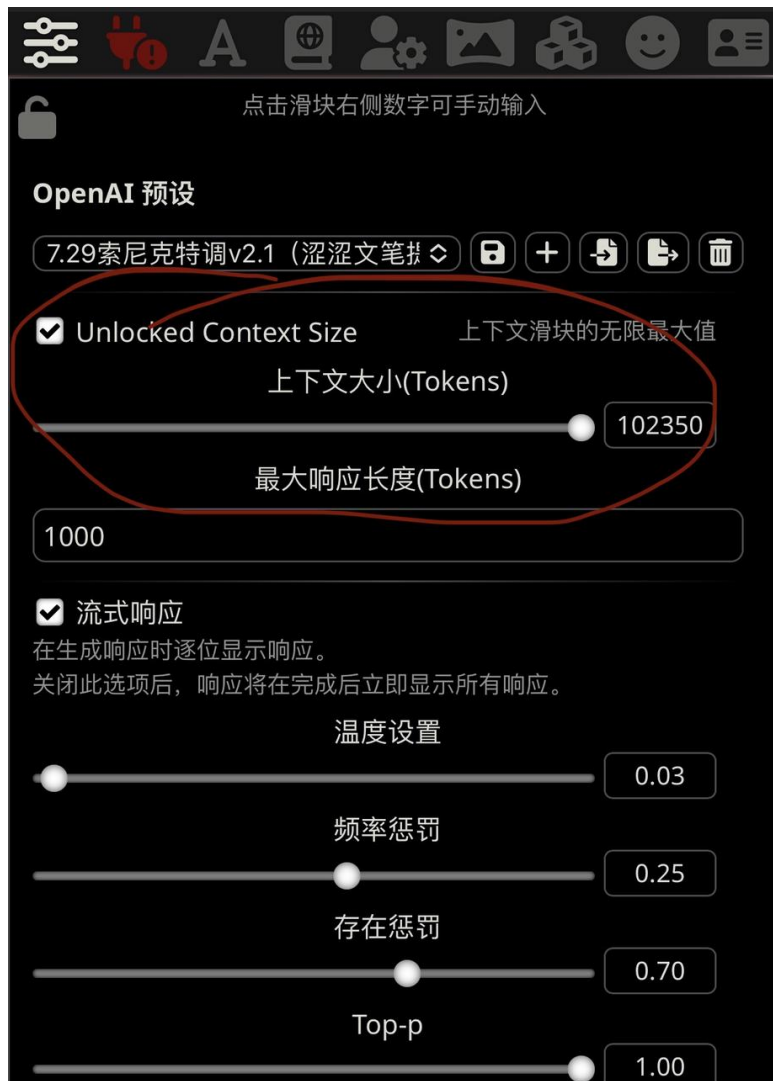 点击滑块右侧数字可手动输入
OpenAI 预设
7.29索尼克特调v2.1（涩涩文笔
Unlocked Context Size 上下文滑块的无限最大值
上下文大小(Tokens)
102350
最大响应长度(Tokens)
1000
流式响应
在生成响应时逐位显示响应。
关闭此选项后，响应将在完成后立即显示所有响应。
温度设置
0.03
频率惩罚
0.25
存在惩罚
0.70
Top-p
1.00